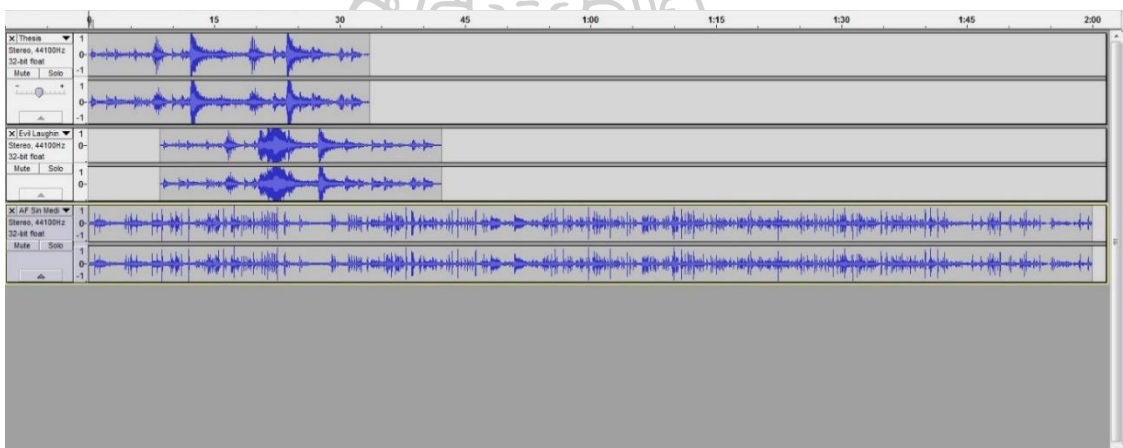 15 30 45 1:00 1:15 1:30 1:45 2:00
X Thesis ▼ 1
Stereo, 44100Hz 0-
32-bit float
Mute Solo -1
- + 1
0-
-1
X Evil Laughin ▼ 1
Stereo, 44100Hz 0-
32-bit float
Mute Solo 1
0-
X AF Sin Medi ▼ 1
Stereo, 44100Hz 0-
32-bit float -1
Mute Solo 1
0-
-1